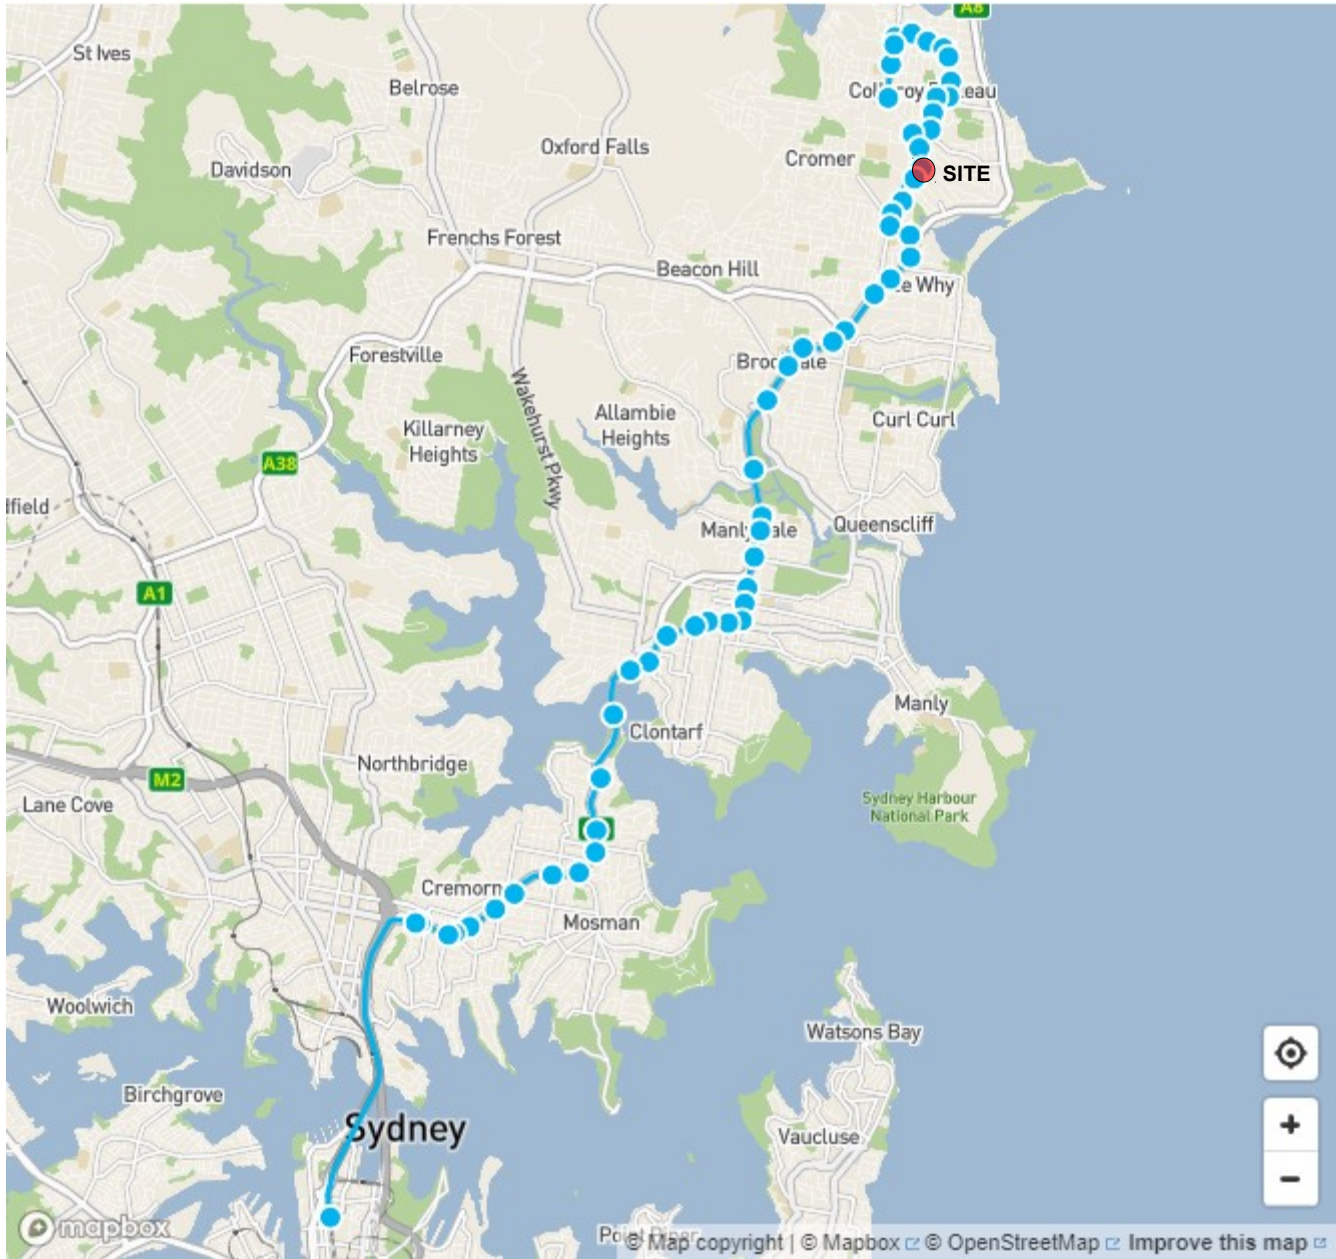 A8
St Ives
Belrose
Oxford Falls
Davidson
Cromer
SITE
Frenchs Forest
Beacon Hill
Forestville
Wakehurst Pkwy
Allambie
Heights
Killarney
Heights
Curl Curl
A38
Queenscliff
A1
Manly
Clontarf
Northbridge
M2
Lane Cove
Sydney Harbour
National Park
Mosman
Woolwich
Watsons Bay
Birchgrove
Sydney
Vaucluse
+
−
mapbox
© Map copyright | © Mapbox © OpenStreetMap Improve this map